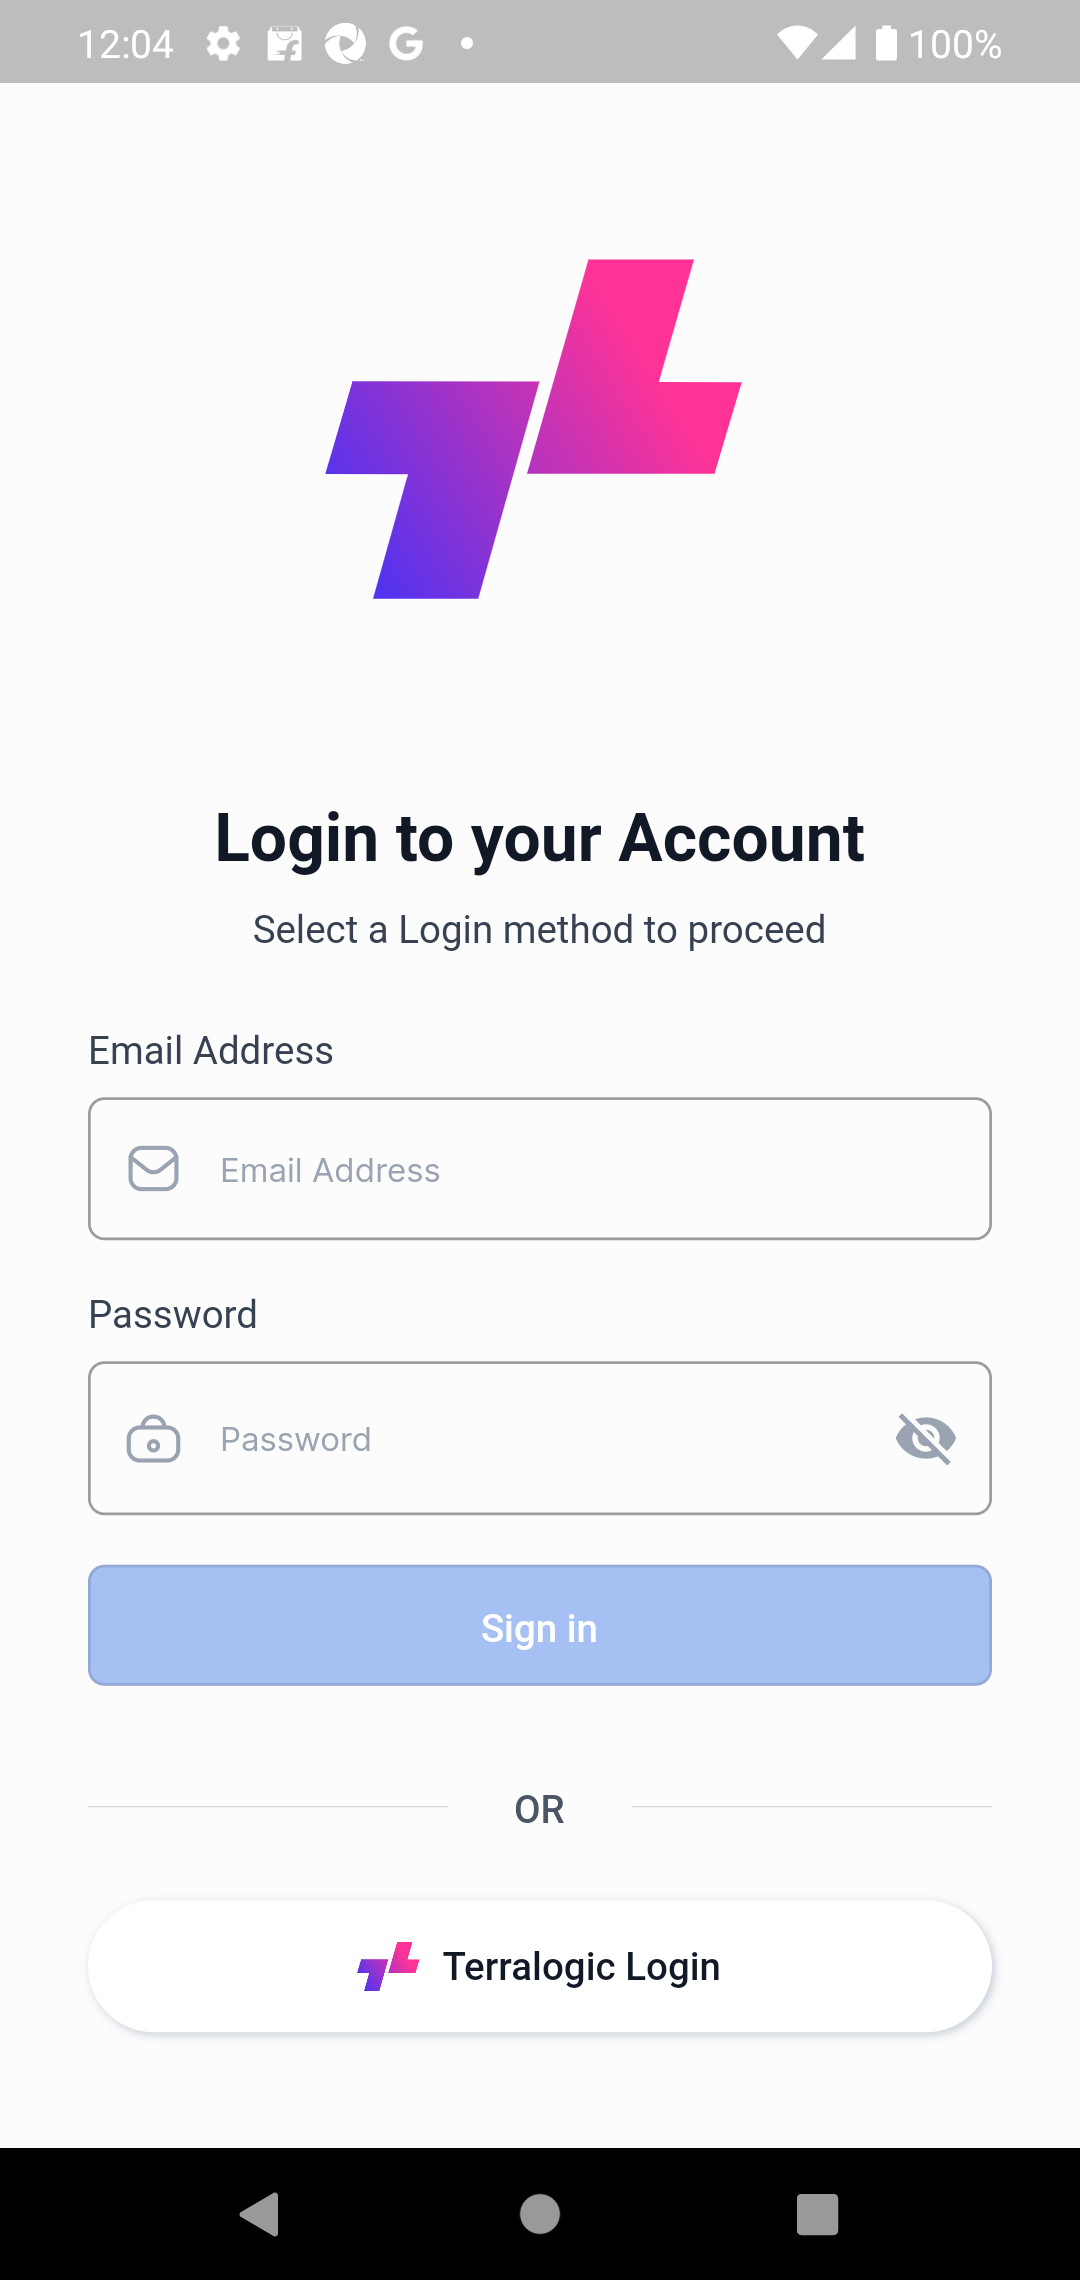 12:04 100%
Login to your Account
Select a Login method to proceed
Email Address
Email Address
Password
Password
Sign in
OR
Terralogic Login